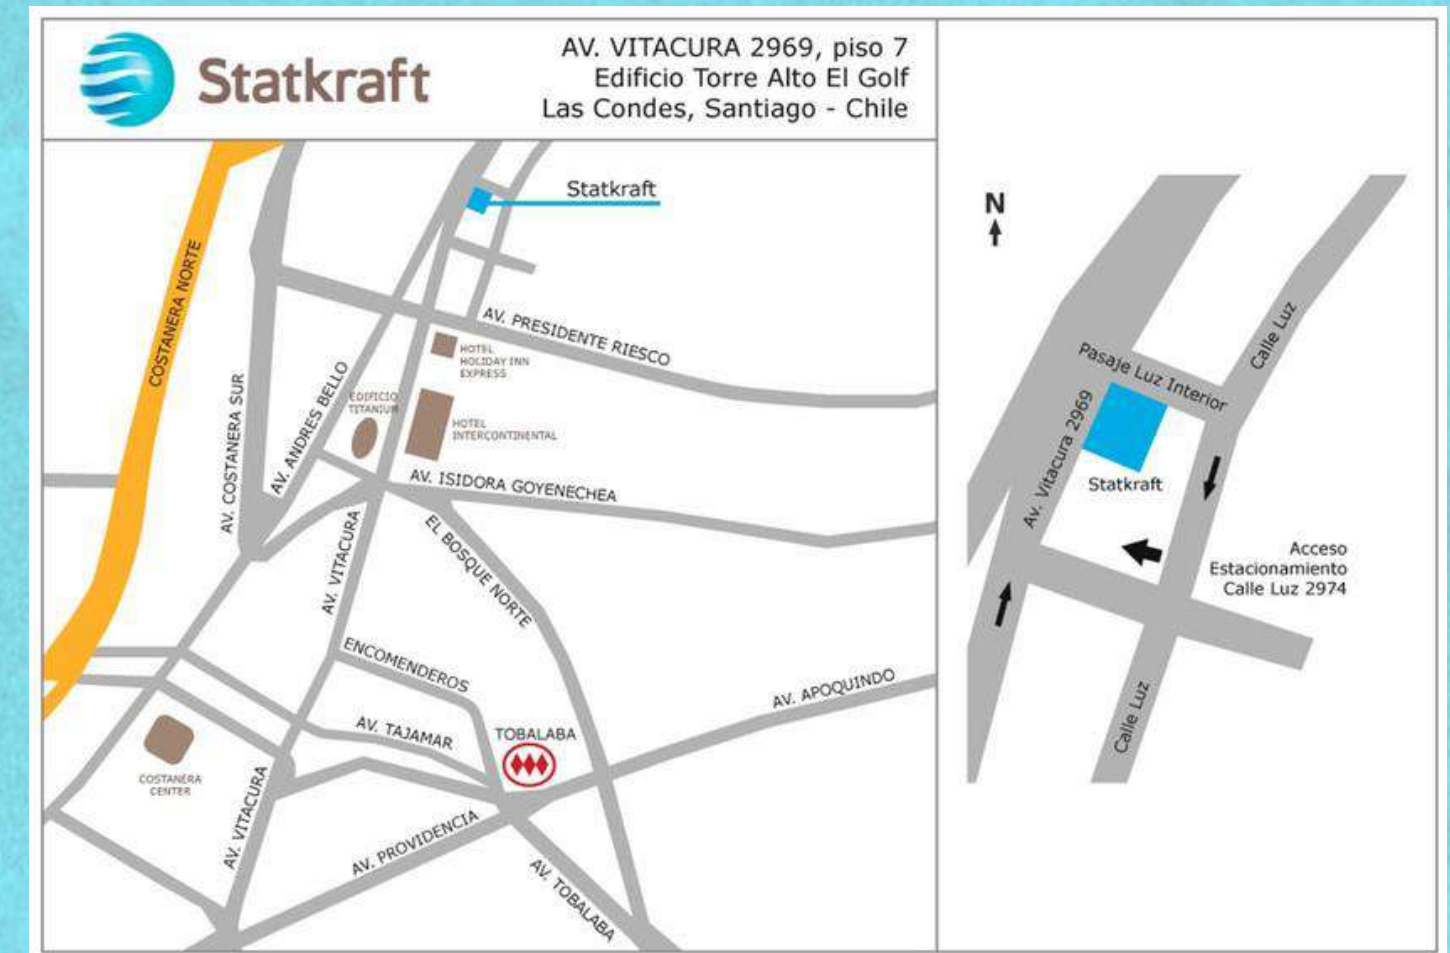 Statkraft
AV. VITACURA 2969, piso 7
Edificio Torre Alto El Golf
Las Condes, Santiago - Chile
Statkraft
COSTANERA NORTE
AV. COSTANERA SUR
AV. ANDRES BELLO
AV. PRESIDENTE RIESCO
HOTEL
HOLIDAY INN
EXPRESS
EDIFICIO
TITANIUM
HOTEL
INTERCONTINENTAL
AV. ISIDORA GOYENECHEA
AV. VITACURA
EL BOSQUE NORTE
ENCOMENDEROS
AV. APOQUINDO
AV. TAJAMAR
TOBALABA
COSTANERA
CENTER
AV. VITACURA
AV. PROVIDENCIA
AV. TOBALABA
N
Calle Luz
Pasaje Luz Interior
Av. Vitacura 2969
Statkraft
Acceso
Estacionamiento
Calle Luz 2974
Calle Luz